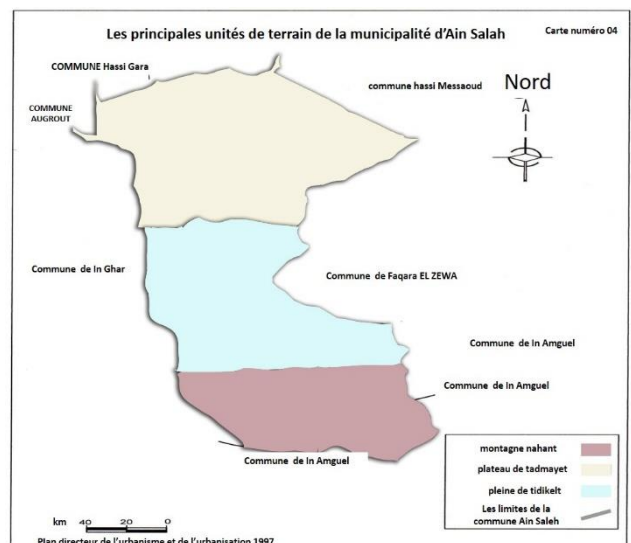 Les principales unités de terrain de la municipalité d'Ain Salah
Carte numéro 04
COMMUNE Hassi Gara
commune hassi Messaoud
Nord
COMMUNE
AUGROUT
Commune de In Ghar
Commune de Faqara EL ZEWA
Commune de In Amguel
Commune de In Amguel
Commune de In Amguel
montagne nahant
plateau de tadmayet
pleine de tidikelt
Les limites de la
commune Ain Saleh
km 40 20 0
Plan directeur de l'urbanisme et de l'urbanisation 1997